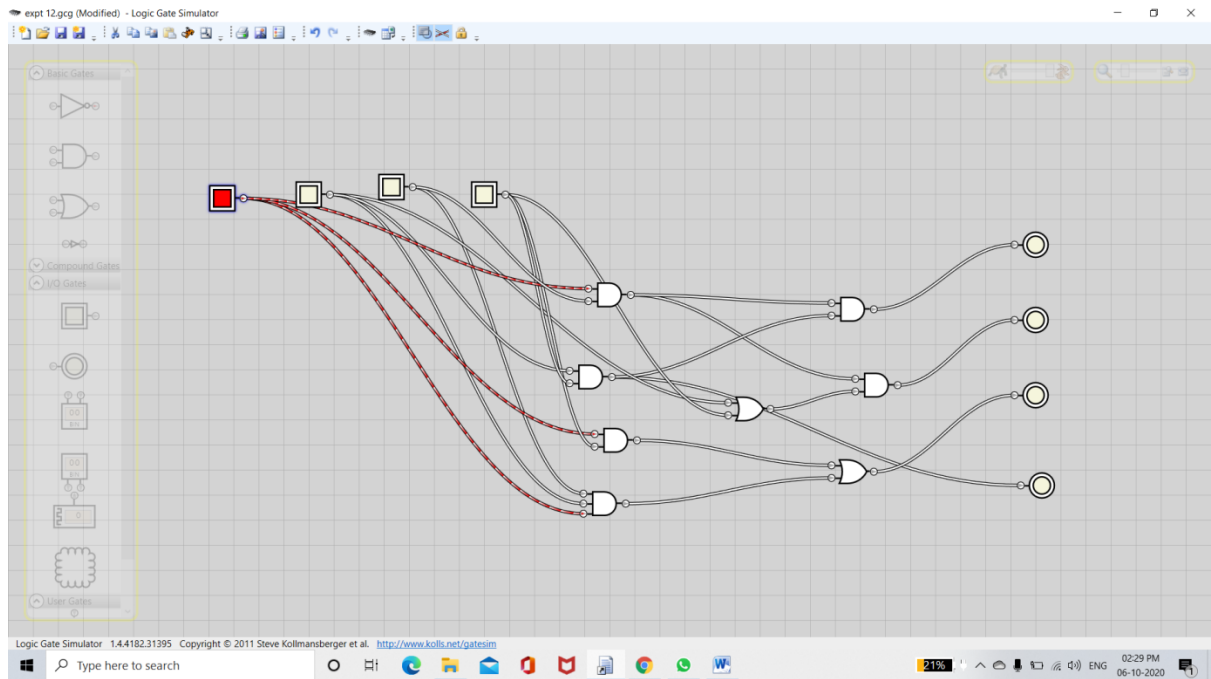 expt 12.gcg (Modified) - Logic Gate Simulator
Basic Gates
Compound Gates
I/O Gates
User Gates
Logic Gate Simulator 1.4.4182.31395 Copyright © 2011 Steve Kollmansberger et al. http://www.kolls.net/gatesim
Type here to search
21%
ENG
02:29 PM
06-10-2020
1